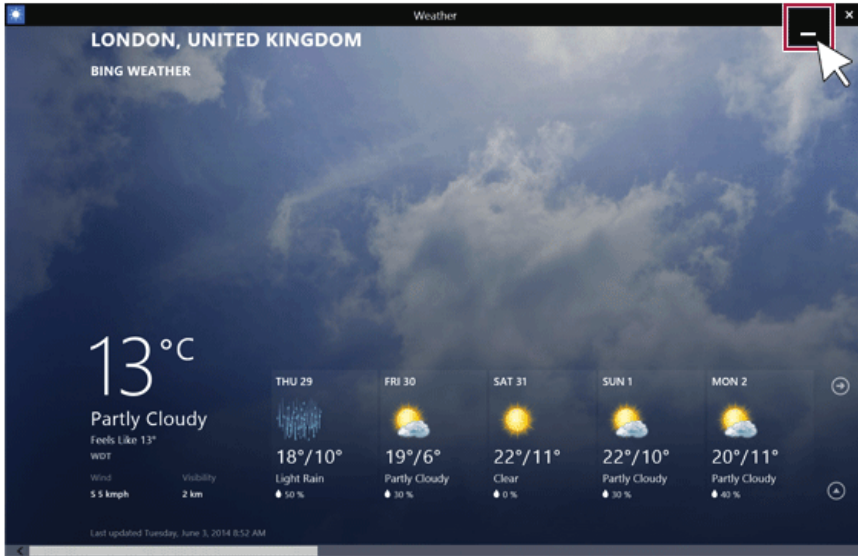 Weather
LONDON, UNITED KINGDOM
BING WEATHER
13°C
Partly Cloudy
Feels Like 13°
WDT
Wind Visibility
S 5 kmph 2 km
THU 29
18°/10°
Light Rain
50 %
FRI 30
19°/6°
Partly Cloudy
30 %
SAT 31
22°/11°
Clear
0 %
SUN 1
22°/10°
Partly Cloudy
30 %
MON 2
20°/11°
Partly Cloudy
40 %
Last updated Tuesday, June 3, 2014 8:52 AM